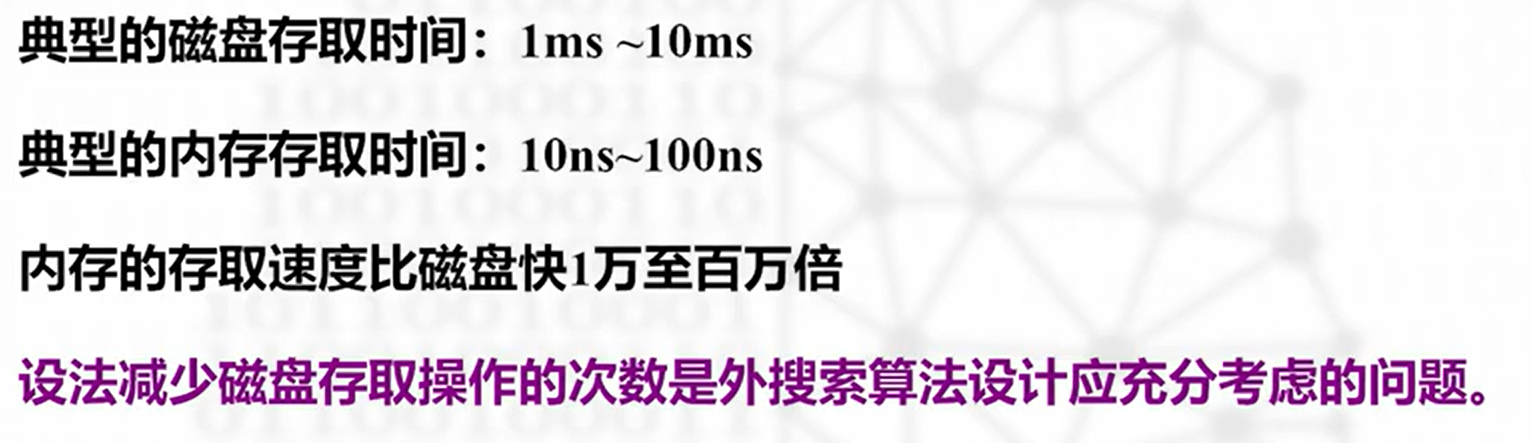 典型的磁盘存取时间：1ms ~10ms
典型的内存存取时间：10ns~100ns
内存的存取速度比磁盘快1万至百万倍
设法减少磁盘存取操作的次数是外搜索算法设计应充分考虑的问题。